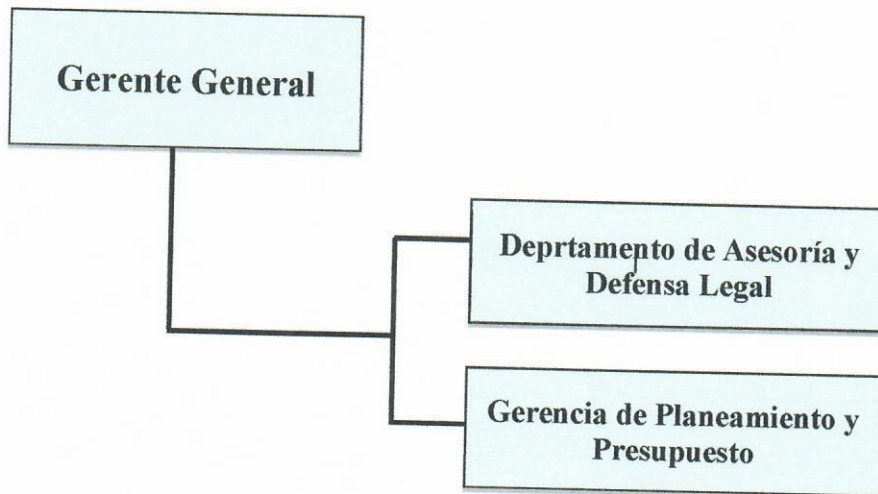 Gerente General
Deprtamento de Asesoría y
Defensa Legal
Gerencia de Planeamiento y
Presupuesto